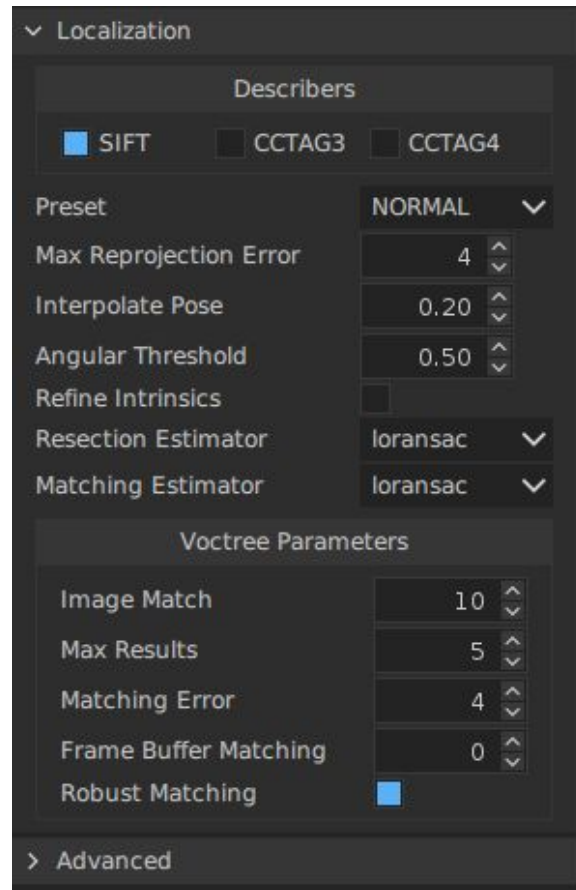 Localization
Describers
SIFT CCTAG3 CCTAG4
Preset NORMAL
Max Reprojection Error 4
Interpolate Pose 0.20
Angular Threshold 0.50
Refine Intrinsics
Resection Estimator loransac
Matching Estimator loransac
Voctree Parameters
Image Match 10
Max Results 5
Matching Error 4
Frame Buffer Matching 0
Robust Matching
Advanced